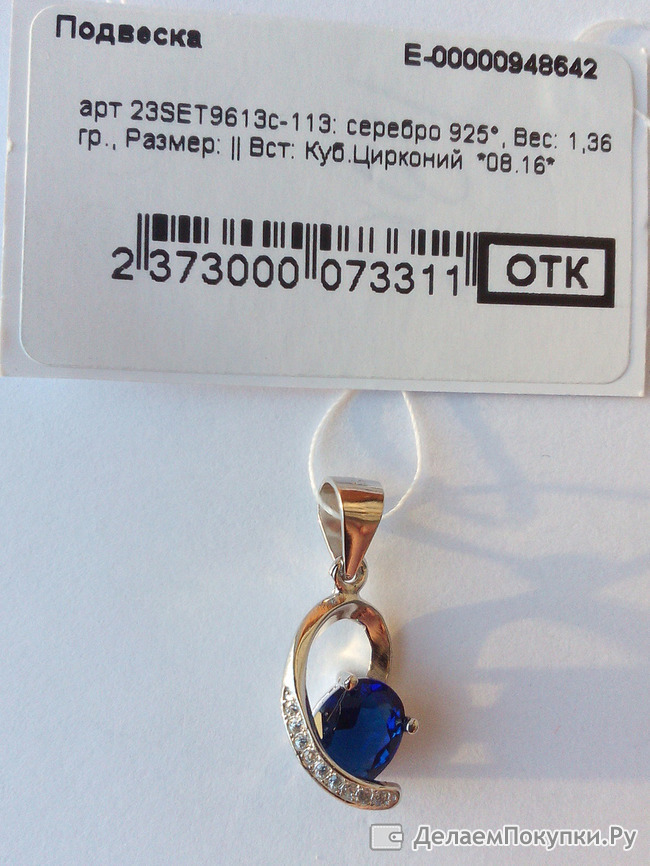 Подвеска
Е-00000948642
арт 23SET9613с-113: серебро 925°, Вес: 1,36
гр., Размер: || Вст: Куб.Цирконий *08.16*
2 373000 073311
ОТК
ДелаемПокупки.Ру